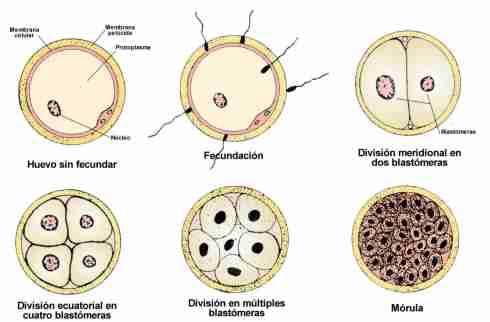 Membrana
celular
Membrana
pelúcida
Protoplasma
Núcleo
Huevo sin fecundar
Fecundación
Blastómeras
División meridional en
dos blastómeras
División ecuatorial en
cuatro blastómeras
División en múltiples
blastómeras
Mórula